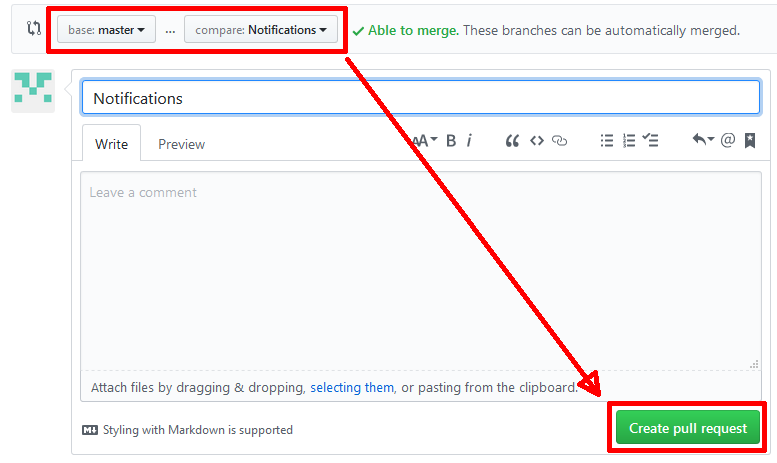 base: master ... compare: Notifications Able to merge. These branches can be automatically merged.
Notifications
Write Preview AA B i @
Leave a comment
Attach files by dragging & dropping, selecting them, or pasting from the clipboard.
Styling with Markdown is supported
Create pull request